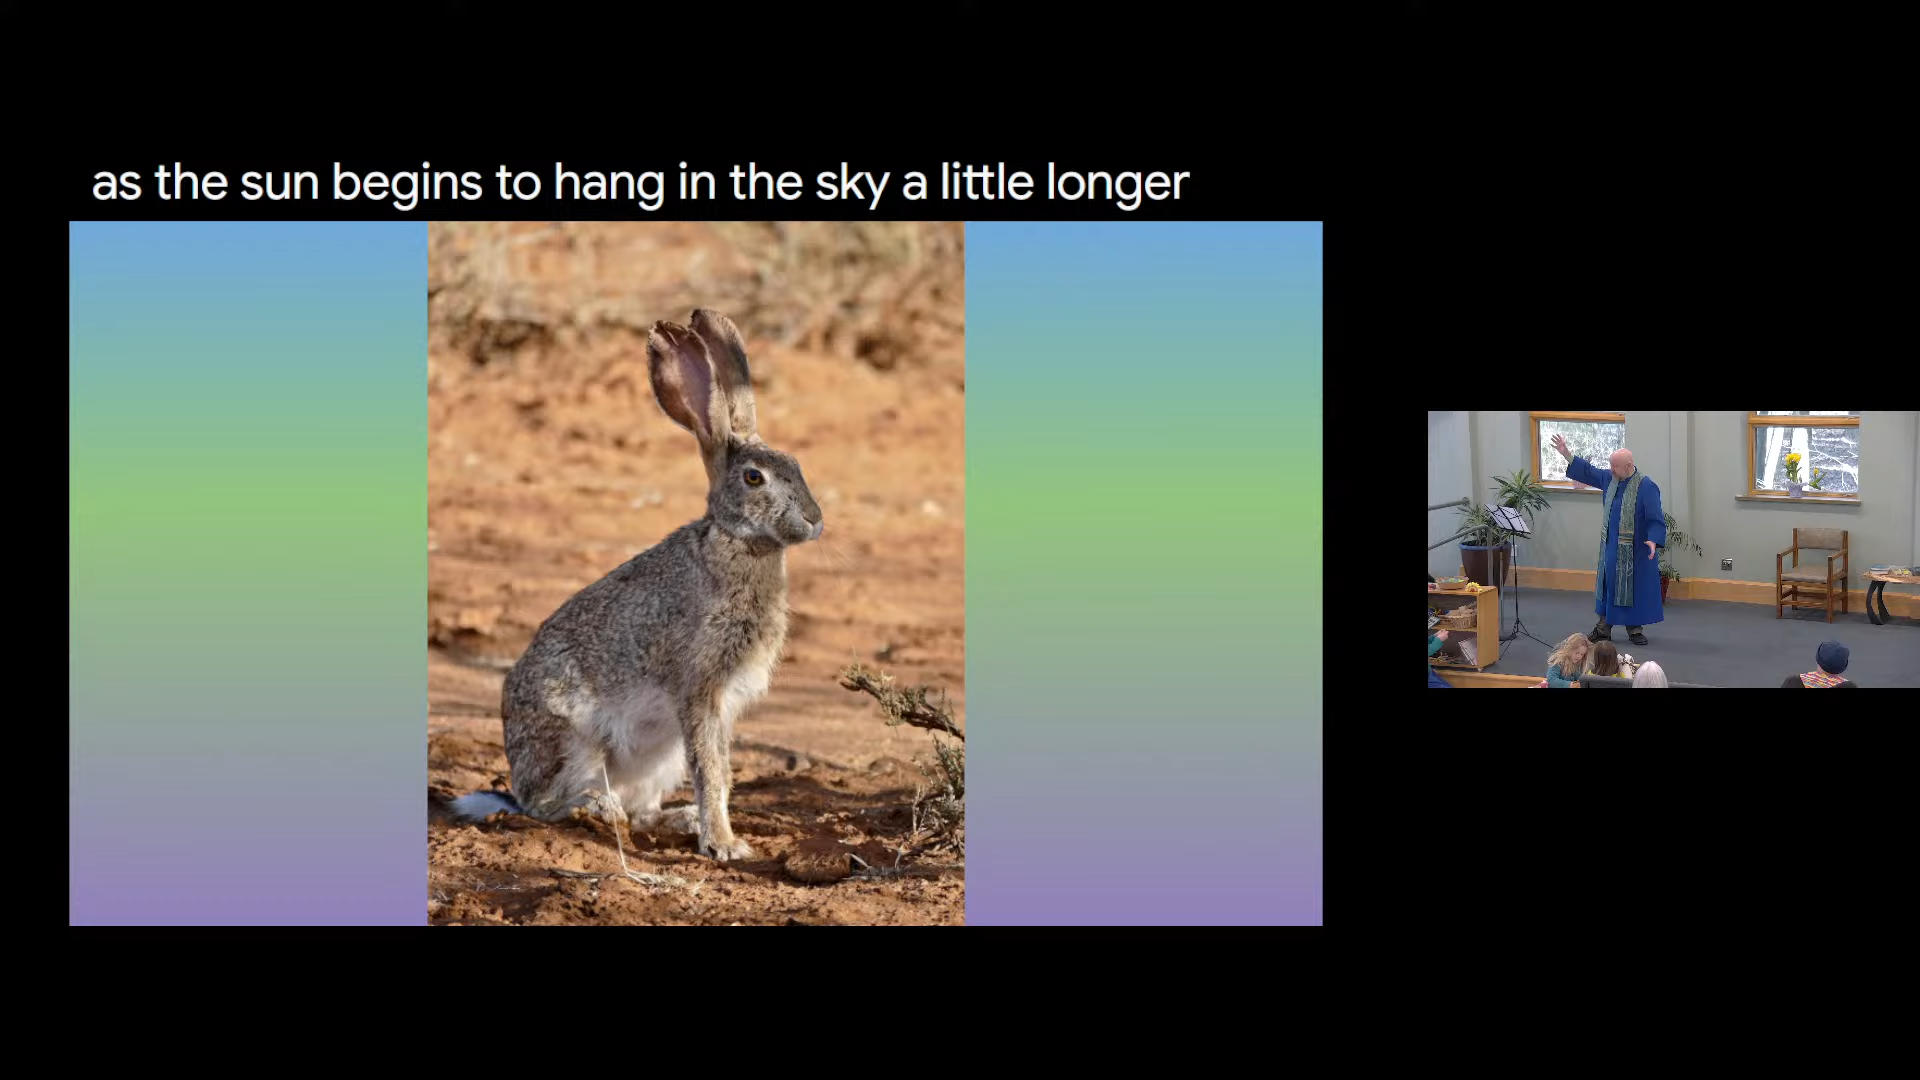 as the sun begins to hang in the sky a little longer